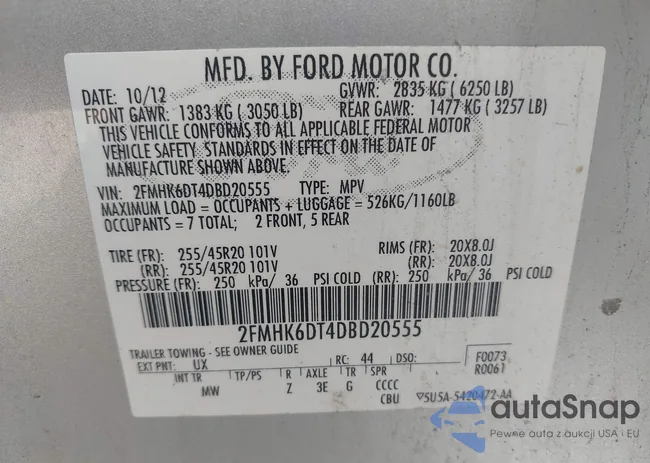 MFD. BY FORD MOTOR CO.
DATE: 10/12 GVWR: 2835 KG ( 6250 LB)
FRONT GAWR: 1383 KG ( 3050 LB) REAR GAWR: 1477 KG ( 3257 LB)
THIS VEHICLE CONFORMS TO ALL APPLICABLE FEDERAL MOTOR
VEHICLE SAFETY STANDARDS IN EFFECT ON THE DATE OF
MANUFACTURE SHOWN ABOVE.
VIN: 2FMHK6DT4DBD20555 TYPE: MPV
MAXIMUM LOAD = OCCUPANTS + LUGGAGE = 526KG/1160LB
OCCUPANTS = 7 TOTAL; 2 FRONT, 5 REAR
TIRE (FR): 255/45R20 101V RIMS (FR): 20X8.0J
(RR): 255/45R20 101V (RR): 20X8.0J
PRESSURE (FR): 250 kPa/ 36 PSI COLD (RR): 250 kPa/ 36 PSI COLD
2FMHK6DT4DBD20555
TRAILER TOWING - SEE OWNER GUIDE
EXT PNT: UX RC: 44 DSO: F0073
R0061
INT TR TP/PS R AXLE TR SPR
MW Z 3E G CCCC
CBU 5U5A-5420472-AA
autoSnap
Pewne auta z aukcji USA i EU